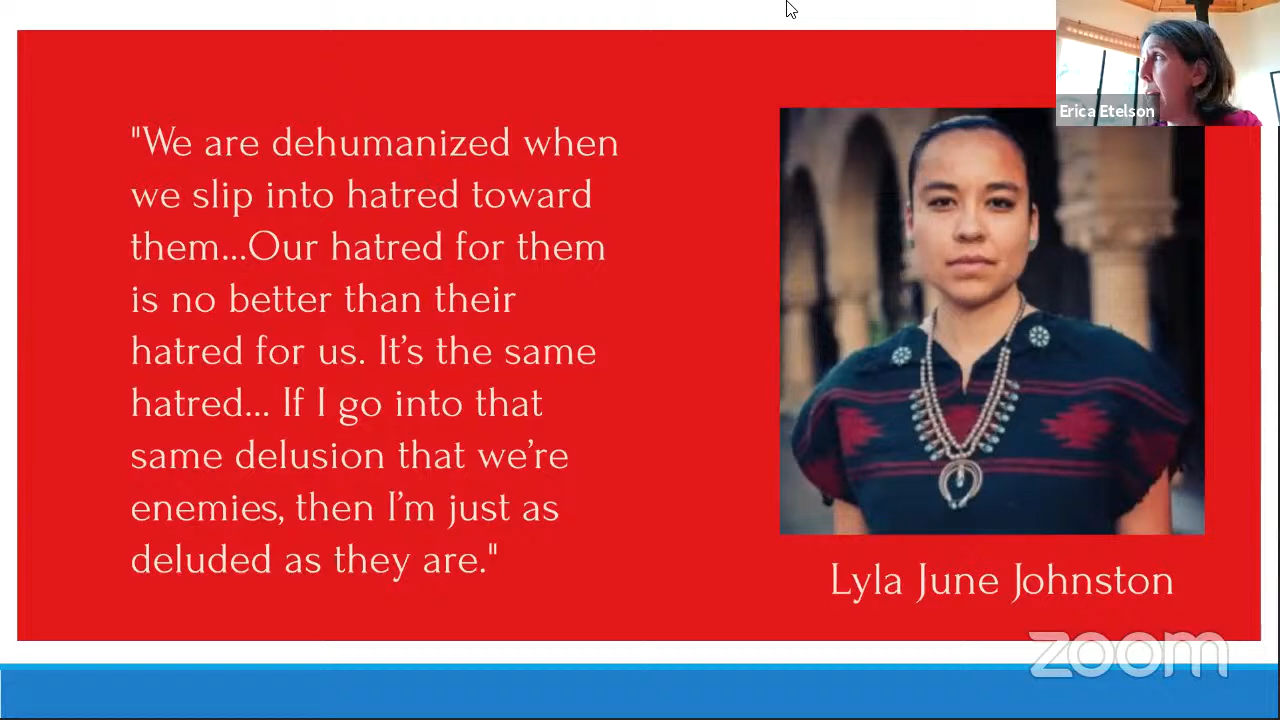 Erica Etelson
"We are dehumanized when
we slip into hatred toward
them...Our hatred for them
is no better than their
hatred for us. It’s the same
hatred... If I go into that
same delusion that we’re
enemies, then I’m just as
deluded as they are."
Lyla June Johnston
zoom